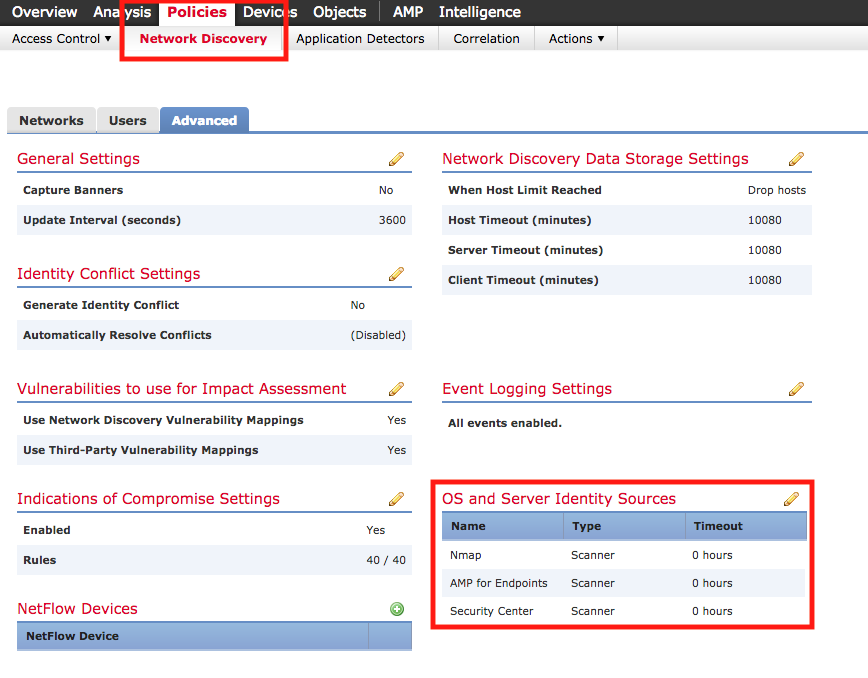 Overview Analysis Policies Devices Objects AMP Intelligence
Access Control ▼ Network Discovery Application Detectors Correlation Actions ▼
Networks Users Advanced
General Settings
Capture Banners No
Update Interval (seconds) 3600
Identity Conflict Settings
Generate Identity Conflict No
Automatically Resolve Conflicts (Disabled)
Vulnerabilities to use for Impact Assessment
Use Network Discovery Vulnerability Mappings Yes
Use Third-Party Vulnerability Mappings Yes
Indications of Compromise Settings
Enabled Yes
Rules 40 / 40
NetFlow Devices
NetFlow Device
Network Discovery Data Storage Settings
When Host Limit Reached Drop hosts
Host Timeout (minutes) 10080
Server Timeout (minutes) 10080
Client Timeout (minutes) 10080
Event Logging Settings
All events enabled.
OS and Server Identity Sources
Name Type Timeout
Nmap Scanner 0 hours
AMP for Endpoints Scanner 0 hours
Security Center Scanner 0 hours